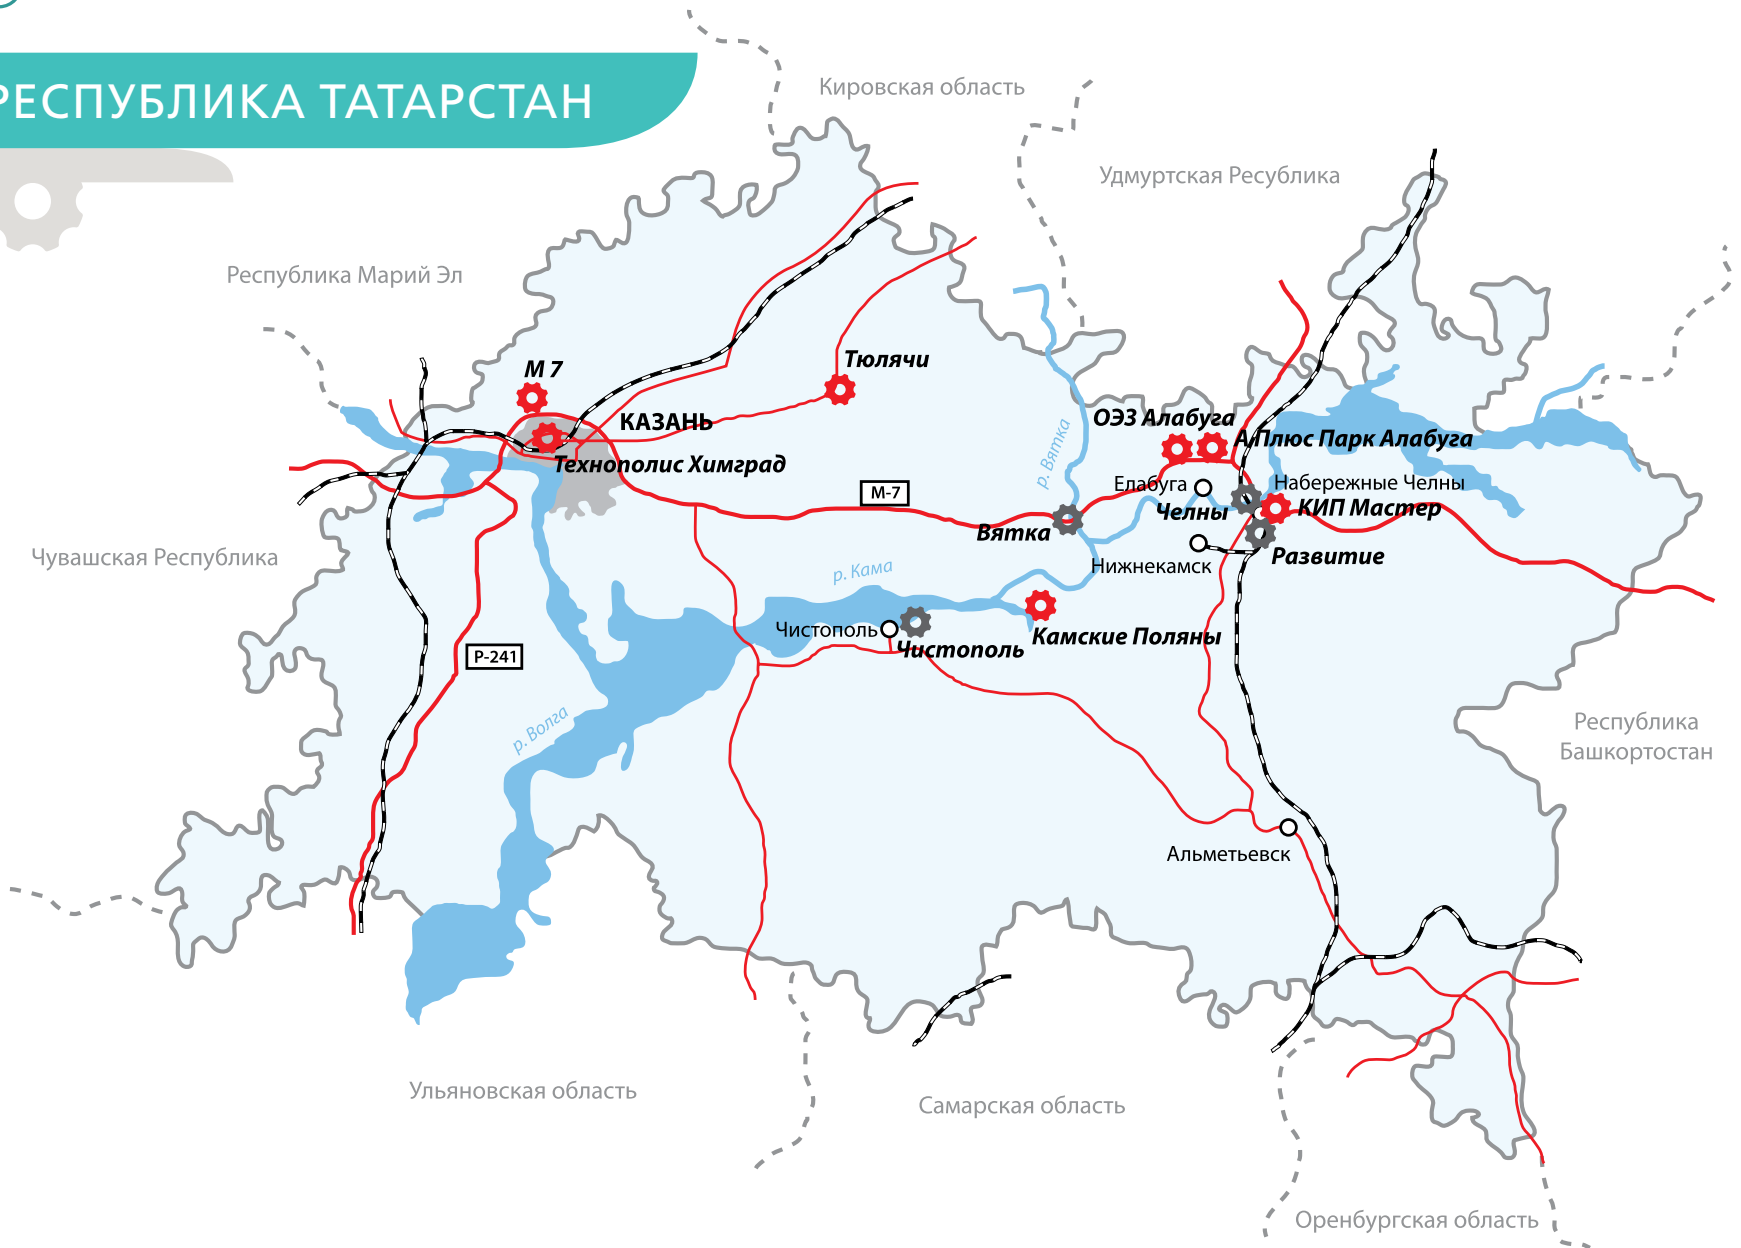 РЕСПУБЛИКА ТАТАРСТАН
Кировская область
Удмуртская Республика
Республика Марий Эл
М 7
Тюлячи
КАЗАНЬ
Технополис Химград
ОЭЗ Алабуга
А Плюс Парк Алабуга
р. Вятка
Елабуга
Набережные Челны
М-7
Челны
КИП Мастер
Вятка
Чувашская Республика
Развитие
Нижнекамск
р. Кама
Чистополь
Камские Поляны
Чистополь
Р-241
р. Волга
Республика
Башкортостан
Альметьевск
Ульяновская область
Самарская область
Оренбургская область